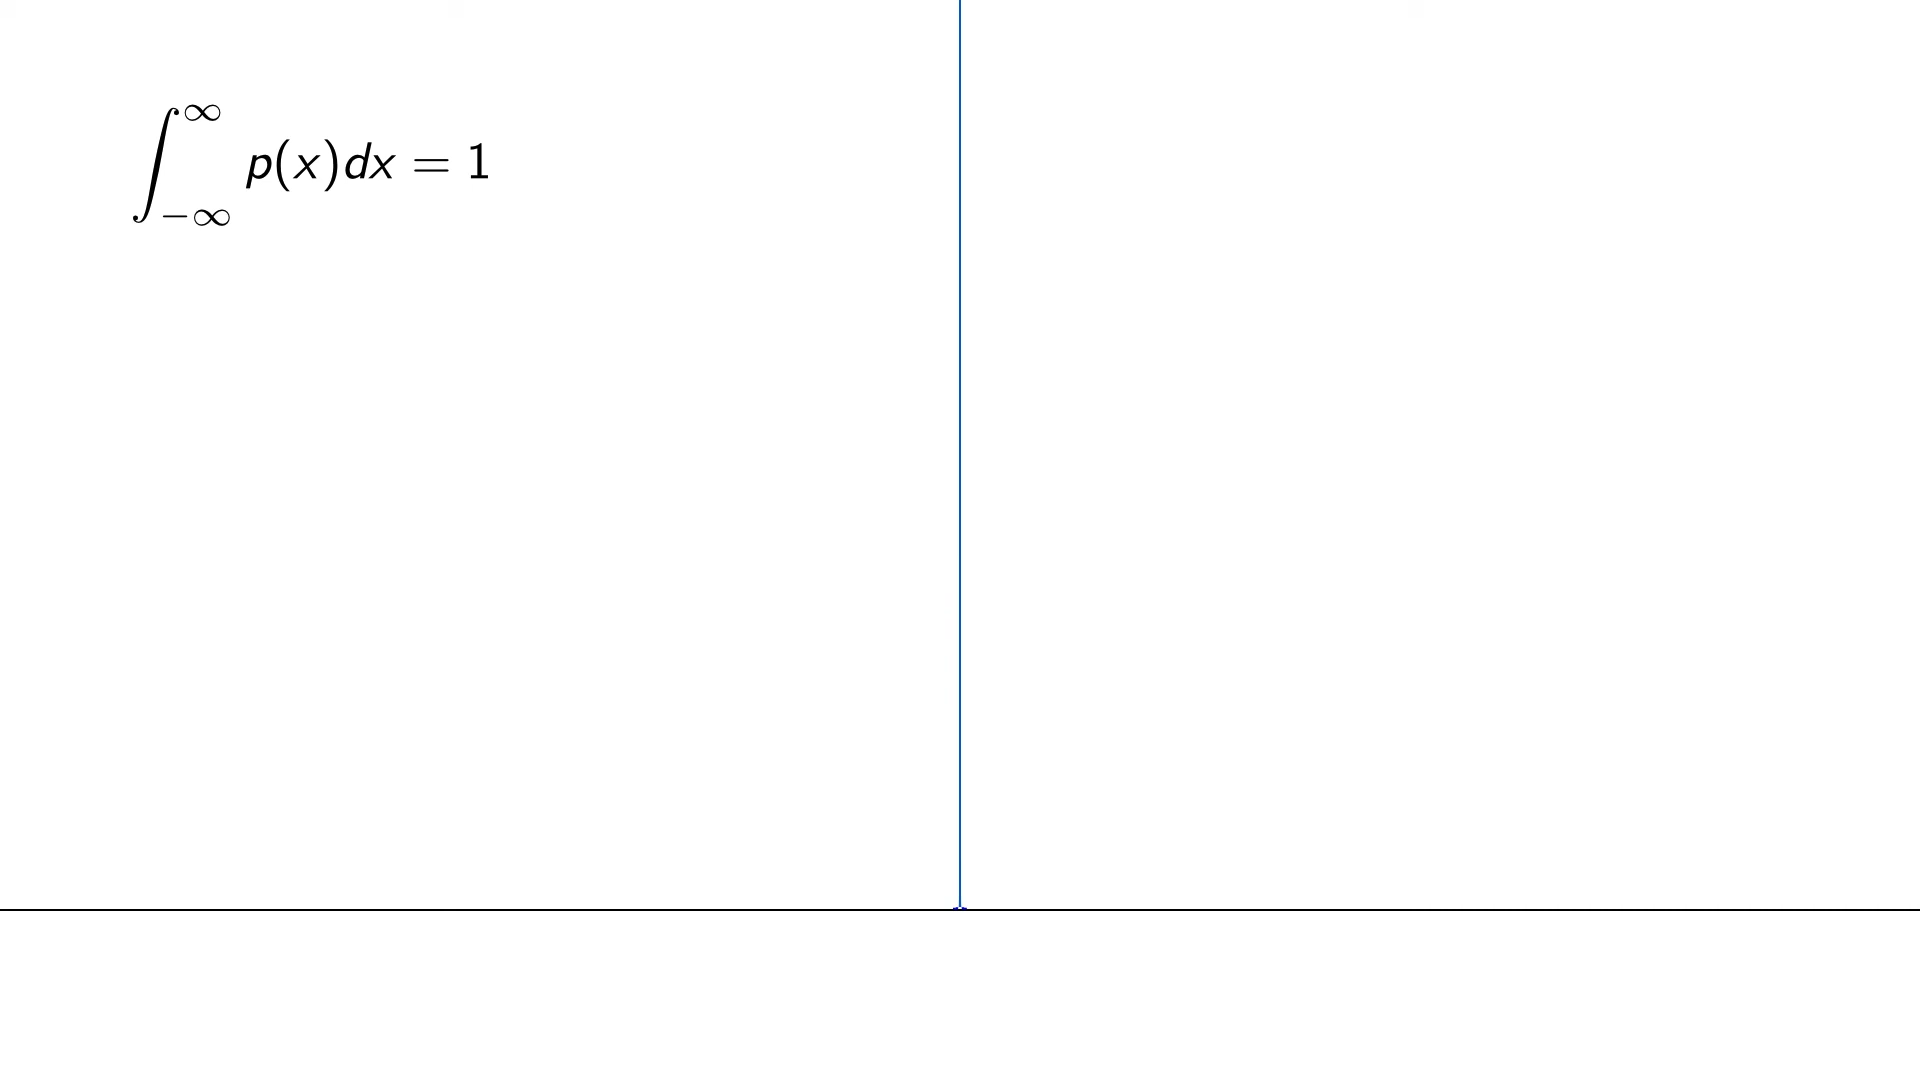 ∫_{-∞}^{∞} p(x)dx = 1